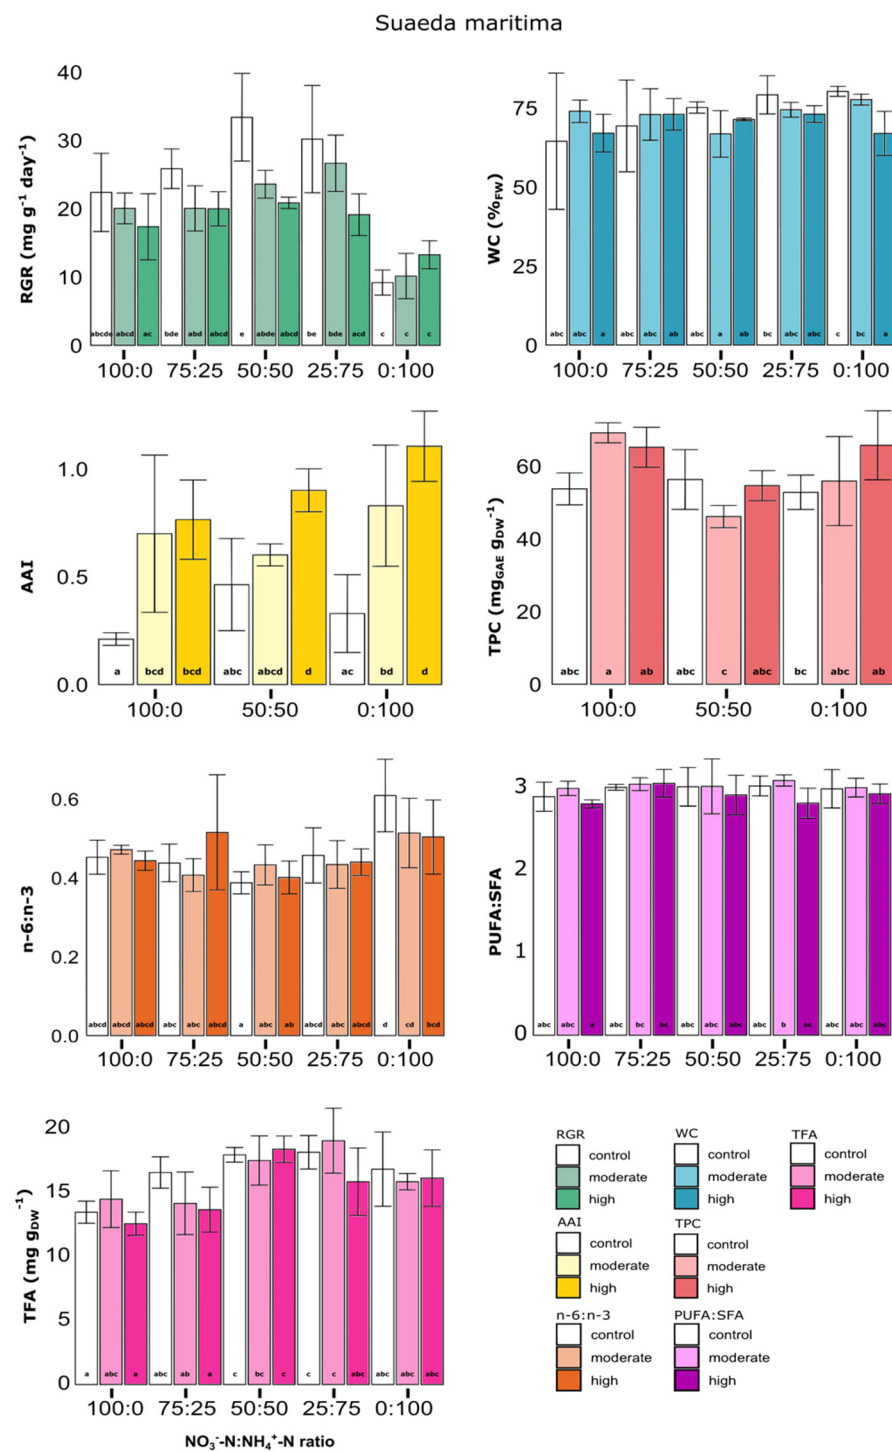 Suaeda maritima
RGR (mg g⁻¹ day⁻¹)
40
30
20
10
0
abcde abcd ac bde abd abcd e abde abcd be bde acd c c c
100:0 75:25 50:50 25:75 0:100
WC (%FW)
75
50
25
0
abc abc a abc abc ab abc a ab bc abc abc c bc a
100:0 75:25 50:50 25:75 0:100
AAI
1.0
0.5
0.0
a bcd bcd abc abcd d ac bd d
100:0 50:50 0:100
TPC (mgGAE gDW⁻¹)
60
40
20
0
abc a ab abc c abc bc abc ab
100:0 50:50 0:100
n-6:n-3
0.6
0.4
0.2
0.0
abcd abcd abcd abc abc abcd a abc ab abcd abc abcd d cd bcd
100:0 75:25 50:50 25:75 0:100
PUFA:SFA
3
2
1
0
abc abc a abc bc bc abc abc abc abc b ac abc abc abc
100:0 75:25 50:50 25:75 0:100
TFA (mg gDW⁻¹)
20
15
10
5
0
a abc a abc ab a c bc c c c abc abc abc abc
100:0 75:25 50:50 25:75 0:100
NO₃⁻-N:NH₄⁺-N ratio
RGR WC TFA
control control control
moderate moderate moderate
high high high
AAI TPC
control control
moderate moderate
high high
n-6:n-3 PUFA:SFA
control control
moderate moderate
high high